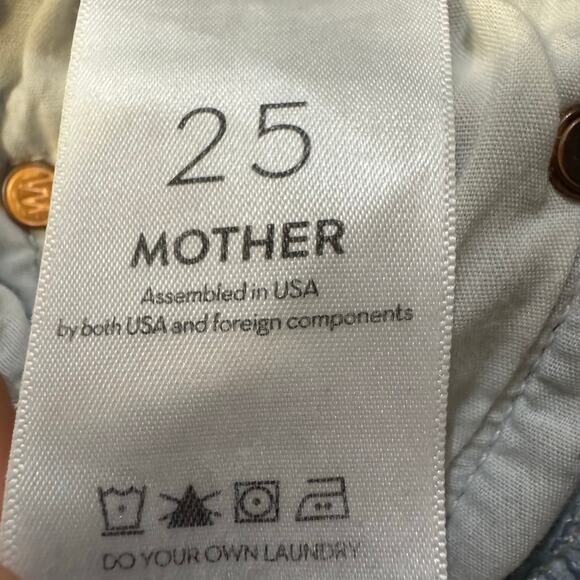 25
MOTHER
Assembled in USA
by both USA and foreign components
DO YOUR OWN LAUNDRY